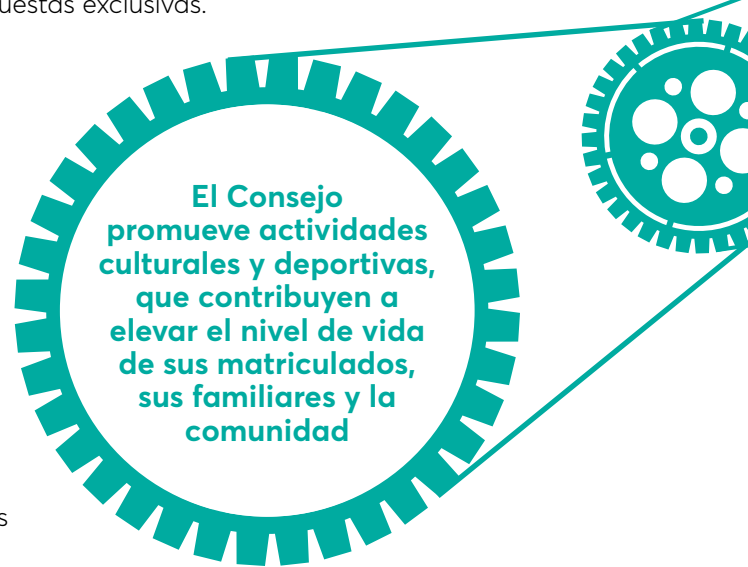 exclusivas.
El Consejo
promueve actividades
culturales y deportivas,
que contribuyen a
elevar el nivel de vida
de sus matriculados,
sus familiares y la
comunidad